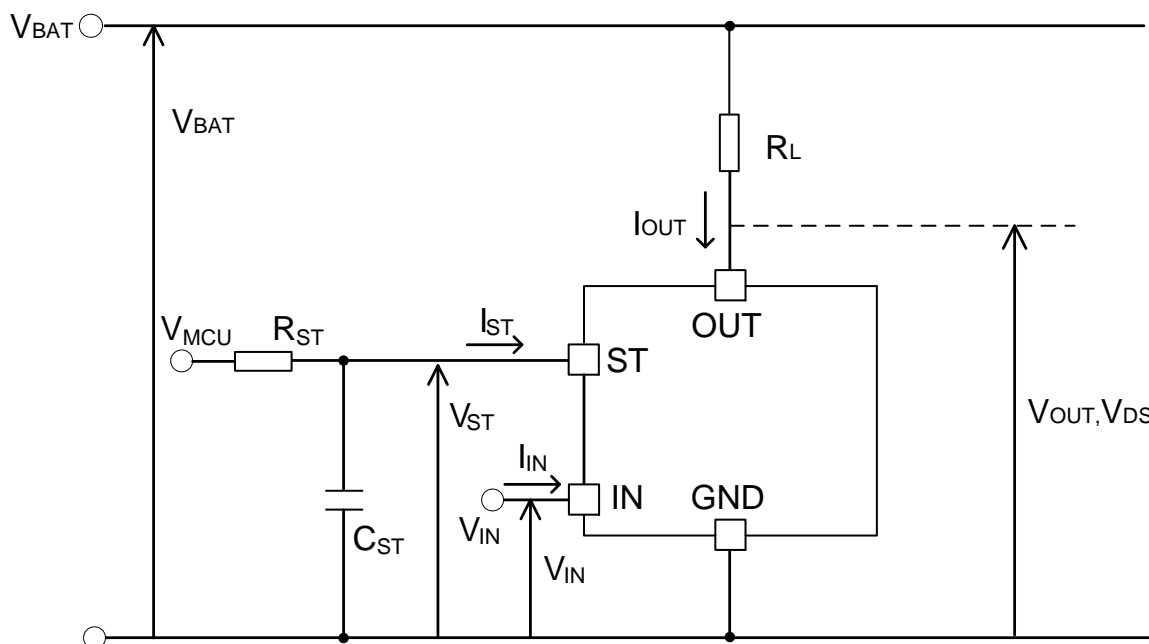 VBAT
VBAT
RL
IOUT
OUT
VMCU
RST
IST
ST
VST
VOUT,VDS
IIN
IN
GND
VIN
CST
VIN